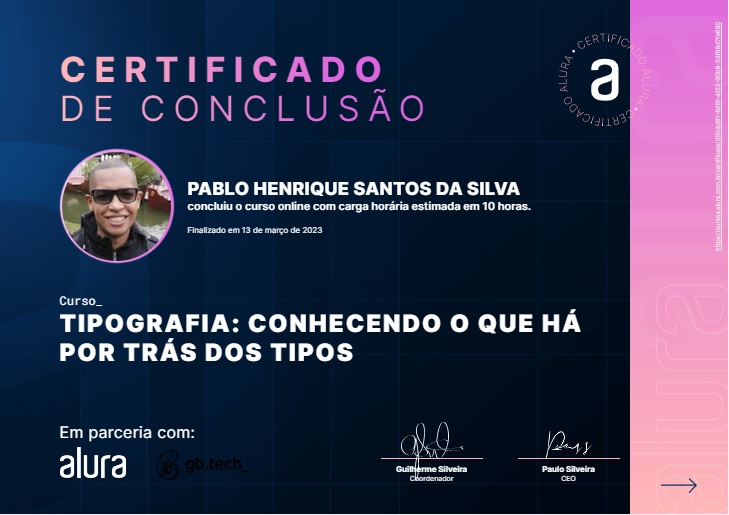 CERTIFICADO
DE CONCLUSÃO
CERTIFICADO ALURA • CERTIFICADO ALURA •
a
PABLO HENRIQUE SANTOS DA SILVA
concluiu o curso online com carga horária estimada em 10 horas.
Finalizado em 13 de março de 2023
Curso_
TIPOGRAFIA: CONHECENDO O QUE HÁ
POR TRÁS DOS TIPOS
Em parceria com:
alura
gb.tech_
Guilherme Silveira
Coordenador
Paulo Silveira
CEO
alura